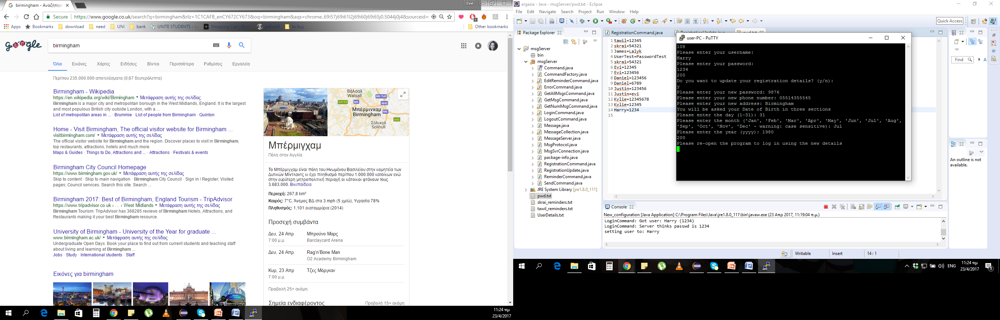 birmingham - Αναζήτησ
Evie
Secure
https://www.google.co.uk/search?q=birmingham&rlz=1C1CAFB_enCY672CY673&oq=birmingham&aqs=chrome..69i57j69i61l2j69i60j69i65j0.5044j0j4&sourceid=
Apps Bookmarks download need UNI bank UNITE STUDENTS - L Shopping Cart | Birc gefira36 to buy Other bookmarks
google
birmingham
Όλα Εικόνες Χάρτες Ειδήσεις Βίντεο Περισσότερα Ρυθμίσεις Εργαλεία
Περίπου 235.000.000 αποτελέσματα (0,67 δευτερόλεπτα)
Birmingham - Wikipedia
https://en.wikipedia.org/wiki/Birmingham Μετάφραση αυτής της σελίδας
Birmingham is a major city and metropolitan borough in the West Midlands, England. It is the largest
and most populous British city outside London, with a ...
List of metropolitan areas in ... · Brummie · List of people from Birmingham · Quinton
Home - Visit Birmingham, The official visitor website for Birmingham ...
visitbirmingham.com/ Μετάφραση αυτής της σελίδας
The official visitor website for Birmingham and the region. Discover places to visit in Birmingham,
top restaurants, attractions, hotels and much more.
Maps & Guides · Things to Do, Attractions and ... · Attractions · Festivals & events
Birmingham City Council Homepage
https://www.birmingham.gov.uk/ Μετάφραση αυτής της σελίδας
Skip to content · Skip to main navigation · Birmingham City Council · Sign in / Register; Visited
pages; Council services. Search this site. Search ...
Birmingham 2017: Best of Birmingham, England Tourism - TripAdvisor
https://www.tripadvisor.co.uk › ... › West Midlands Μετάφραση αυτής της σελίδας
Birmingham Tourism: TripAdvisor has 368285 reviews of Birmingham Hotels, Attractions, and
Restaurants making it your best Birmingham resource.
University of Birmingham - University of the Year for graduate ...
www.birmingham.ac.uk/ Μετάφραση αυτής της σελίδας
Undergraduate Open Days. Book your place to find out from current students and teaching staff
about living and learning at Birmingham ...
Jobs · Study · International students · Staff
Εικόνες για birmingham
Βάλσαλ
Walsall
M6 Toll
A4123
M5
M42
Μπέρμινχαμ
Birmingham
M6
A45
Σόλιχαλ
Solihull
Μπέρμιγχαμ
Πόλη στην Αγγλία
Το Μπέρμιγχαμ είναι πόλη του Ηνωμένου Βασιλείου στην κομητεία των
Δυτικών Μίντλαντς κι έχει πληθυσμό περίπου 1.000.000 κατοίκων ενώ
στην ευρύτερη μητροπολιτική περιοχή οι κάτοικοι φτάνουν τους
3.683.000. Βικιπαίδεια
Περιοχή: 267,8 km²
Καιρός: 7°C, Άνεμος ΒΔ στα 3 mph (5 χμ/ώ), Υγρασία 78%
Πληθυσμός: 1,101 εκατομμύρια (2014)
Προσεχή συμβάντα
Δευ, 24 Απρ Μπρούνο Μαρς
7:00 μ.μ. Barclaycard Arena
Δευ, 24 Απρ Rag'n'Bone Man
O2 Academy Birmingham
Κυρ, 23 Απρ Τζες Μόργκαν
7:00 μ.μ.
Προβολή 25+ ακόμη
Σημεία ενδιαφέροντος Προβολή 15+ ακόμη
11:24 πμ
23/4/2017
ergasia - Java - msgServer/pwd.txt - Eclipse
File Edit Navigate Search Project Run Window Help
Quick Access
Package Explorer
msgServer
bin
msgServer
Command.java
CommandFactory.java
EditReminderCommand.java
ErrorCommand.java
GetAllMsgsCommand.java
GetMsgCommand.java
GetNumMsgCommand.java
LoginCommand.java
LogoutCommand.java
Message.java
MessageCollection.java
MessageServer.java
MsgProtocol.java
MsgSvrConnection.java
package-info.java
RegistrationCommand.java
RegistrationUpdate.java
ReminderCommand.java
SendCommand.java
JRE System Library [jre1.8.0_111]
pwd.txt
skrai_reminders.txt
tawil_reminders.txt
UserDetails.txt
RegistrationCommand.java RegistrationUpdate.java pwd.txt
1 tawil=12345
2 skrai=54321
3 James=Lalyk
4 UserTest=PasswordTest
5 skrai=54321
6 Evi=12345
7 Evi=123456
8 Daniel=123456
9 Daniel=6789
10 Justin=123456
11 Justin=evi
12 Kylie=12345678
13 Kylie=12345
14 Harry=1234
15
user-PC - PuTTY
108
Please enter your username:
Harry
Please enter your password:
1234
200
Do you want to update your registration details? (y/n):
y
Please enter your new password: 9876
Please enter your new phone number: 05514355545
Please enter your new address: Birmingham
You will be asked your Date of Birth in three sections
Please enter the day (1-31): 31
Please enter the month ('Jan', 'Feb', 'Mar', 'Apr', 'May', 'Jun', 'Jul', 'Aug',
'Sep', 'Oct', 'Nov', 'Dec' - warning: case sensitive): Jul
Please enter the year (yyyy): 1980
200
Please re-open the program to log in using the new details
Find A
An outline is not
available.
Console
New_configuration [Java Application] C:\Program Files\Java\jre1.8.0_111\bin\javaw.exe (23 Απρ 2017, 11:19:04 π.μ.)
LoginCommand: Got user: Harry (1234)
LoginCommand: Server thinks passwd is 1234
setting user to: Harry
Writable Insert 14 : 1
ENG
11:24 πμ
23/4/2017
1